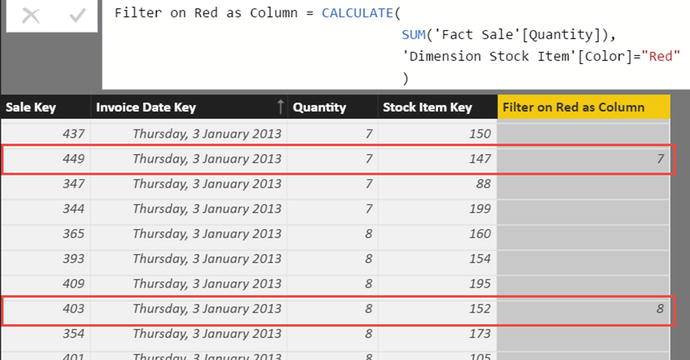 Filter on Red as Column = CALCULATE(
SUM('Fact Sale'[Quantity]),
'Dimension Stock Item'[Color]="Red"
)
Sale Key Invoice Date Key Quantity Stock Item Key Filter on Red as Column
437 Thursday, 3 January 2013 7 150
449 Thursday, 3 January 2013 7 147 7
347 Thursday, 3 January 2013 7 88
344 Thursday, 3 January 2013 7 199
365 Thursday, 3 January 2013 8 160
393 Thursday, 3 January 2013 8 154
409 Thursday, 3 January 2013 8 195
403 Thursday, 3 January 2013 8 152 8
354 Thursday, 3 January 2013 8 173
401 Thursday, 3 January 2013 8 105